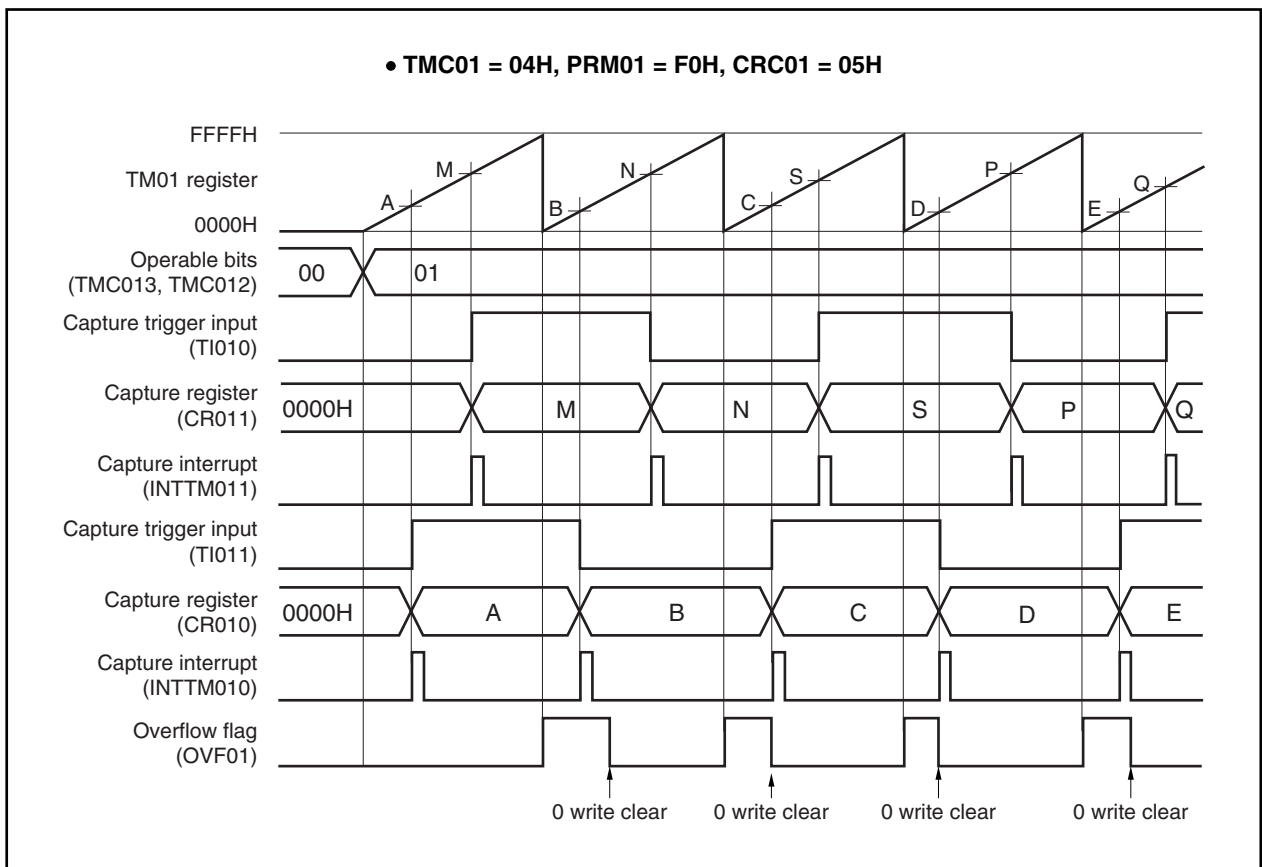 • TMC01 = 04H, PRM01 = F0H, CRC01 = 05H
FFFFH
TM01 register
0000H
A
M
B
N
C
S
D
P
E
Q
Operable bits
(TMC013, TMC012)
00
01
Capture trigger input
(TI010)
Capture register
(CR011)
0000H
M
N
S
P
Q
Capture interrupt
(INTTM011)
Capture trigger input
(TI011)
Capture register
(CR010)
0000H
A
B
C
D
E
Capture interrupt
(INTTM010)
Overflow flag
(OVF01)
0 write clear
0 write clear
0 write clear
0 write clear